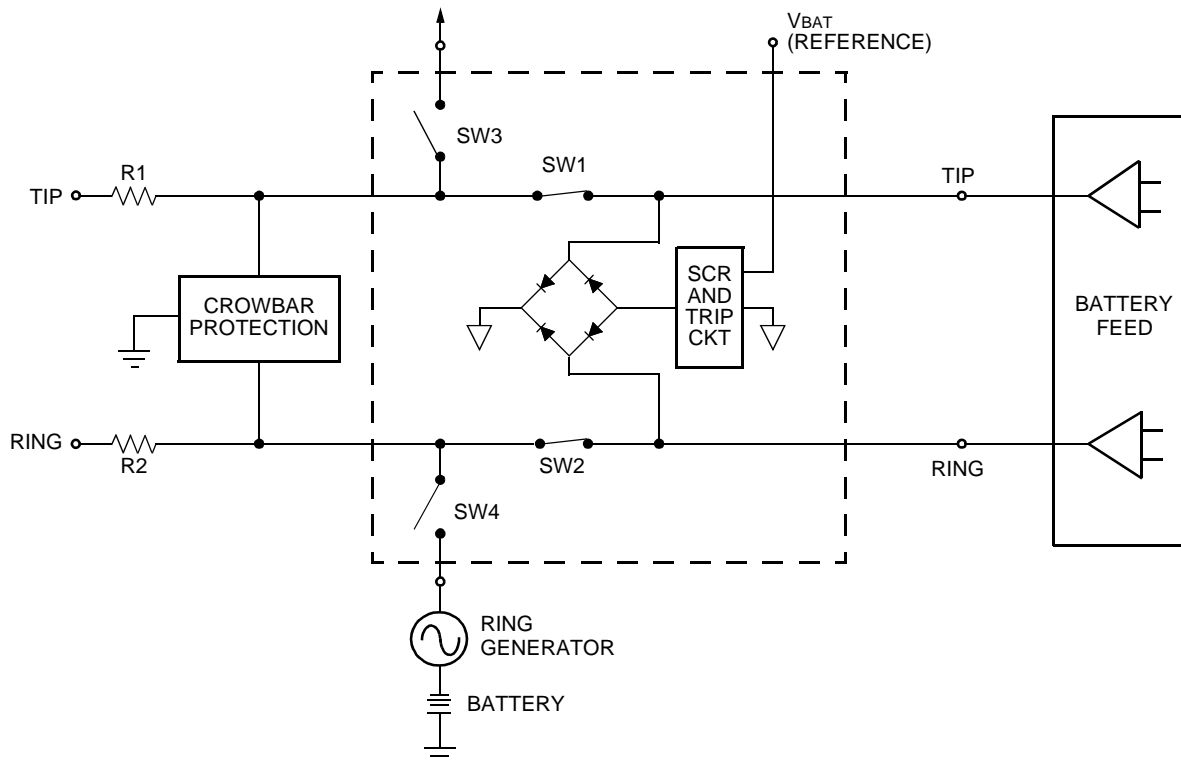 VBAT
(REFERENCE)
SW3
R1
SW1
TIP
TIP
CROWBAR
PROTECTION
SCR
AND
TRIP
CKT
BATTERY
FEED
RING
R2
SW2
RING
SW4
RING
GENERATOR
BATTERY